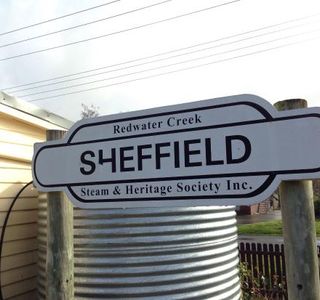 Redwater Creek
SHEFFIELD
Steam & Heritage Society Inc.